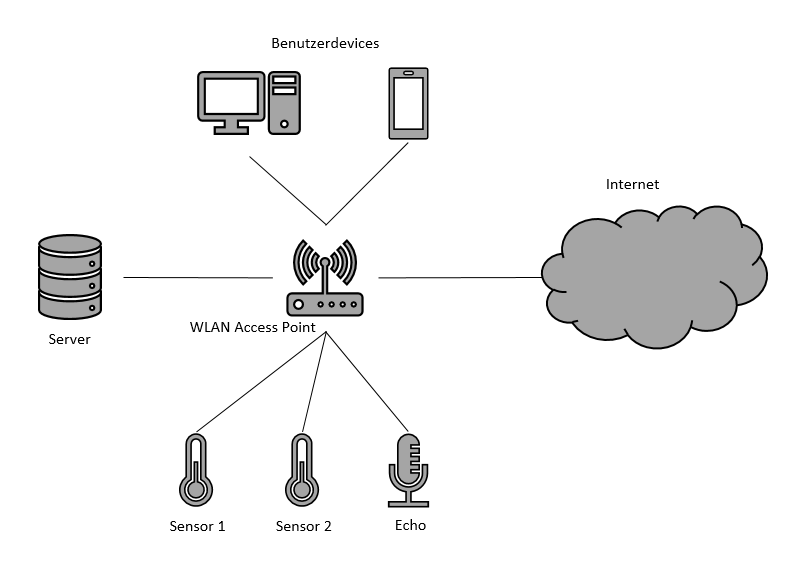 Benutzerdevices
Internet
WLAN Access Point
Server
Sensor 1
Sensor 2
Echo